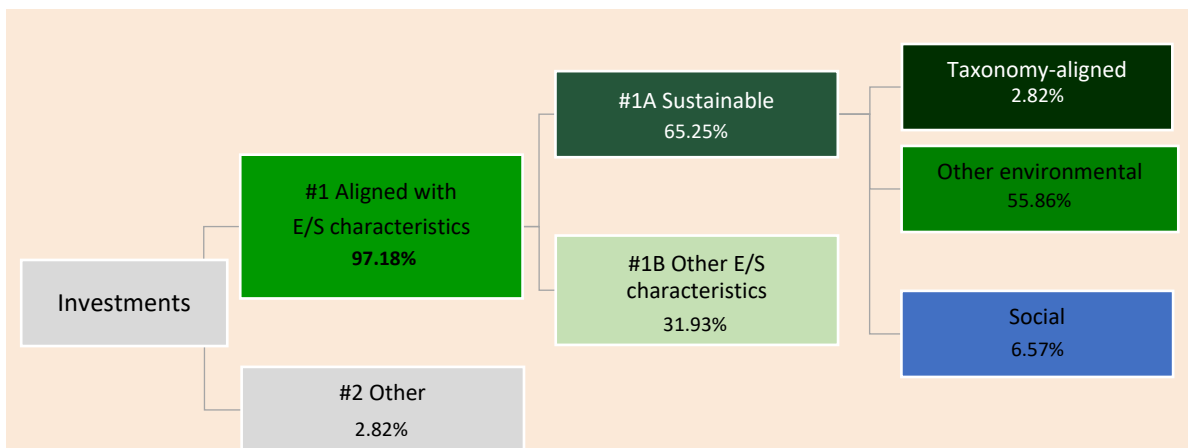 Investments
#1 Aligned with
E/S characteristics
97.18%
#2 Other
2.82%
#1A Sustainable
65.25%
#1B Other E/S
characteristics
31.93%
Taxonomy-aligned
2.82%
Other environmental
55.86%
Social
6.57%